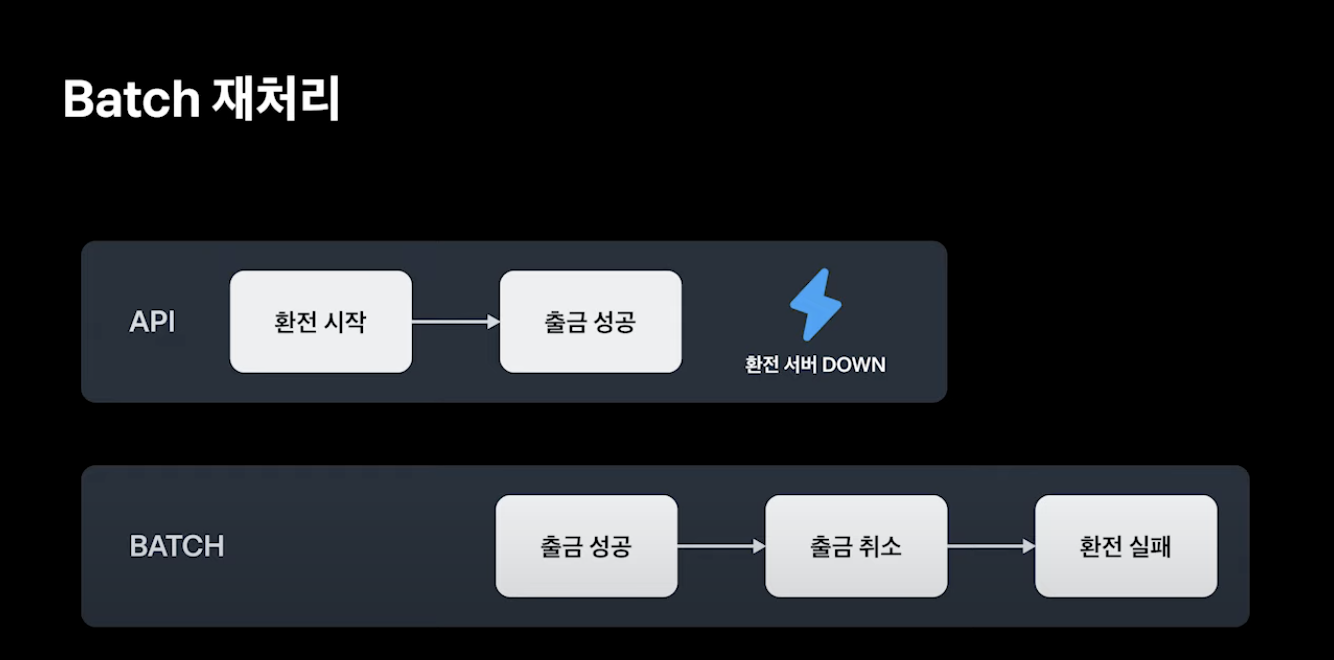 Batch 재처리
API
환전 시작
출금 성공
환전 서버 DOWN
BATCH
출금 성공
출금 취소
환전 실패